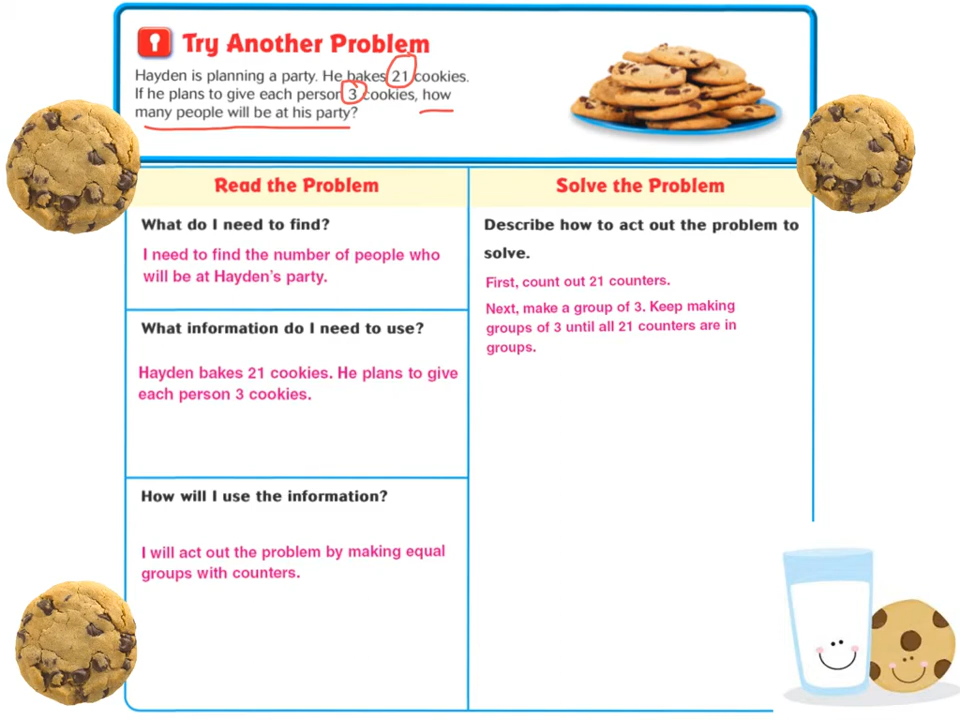 Try Another Problem
Hayden is planning a party. He bakes 21 cookies.
If he plans to give each person 3 cookies, how
many people will be at his party?
Read the Problem
What do I need to find?
I need to find the number of people who
will be at Hayden's party.
What information do I need to use?
Hayden bakes 21 cookies. He plans to give
each person 3 cookies.
How will I use the information?
I will act out the problem by making equal
groups with counters.
Solve the Problem
Describe how to act out the problem to
solve.
First, count out 21 counters.
Next, make a group of 3. Keep making
groups of 3 until all 21 counters are in
groups.